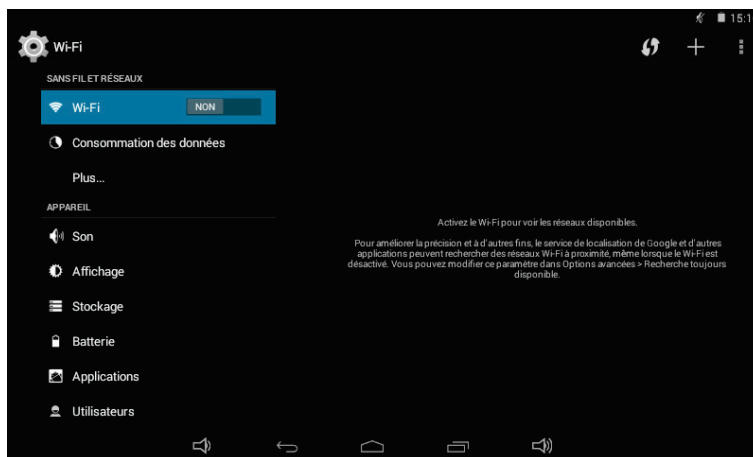 15:1
Wi-Fi
SANS FIL ET RÉSEAUX
Wi-Fi NON
Consommation des données
Plus...
APPAREIL
Son
Affichage
Stockage
Batterie
Applications
Utilisateurs
Activez le Wi-Fi pour voir les réseaux disponibles.
Pour améliorer la précision et à d'autres fins, le service de localisation de Google et d'autres
applications peuvent rechercher des réseaux Wi-Fi à proximité, même lorsque le Wi-Fi est
désactivé. Vous pouvez modifier ce paramètre dans Options avancées > Recherche toujours
disponible.